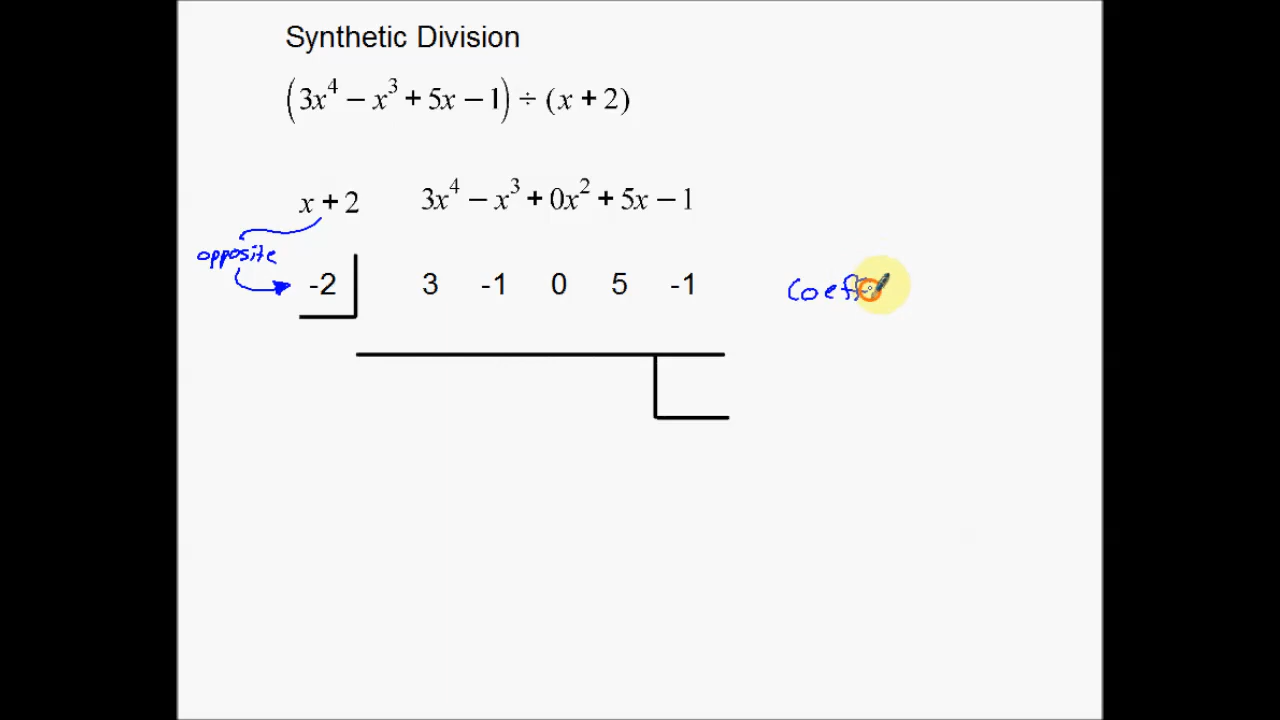 Synthetic Division
(3x⁴ − x³ + 5x − 1) ÷ (x + 2)
x + 2 3x⁴ − x³ + 0x² + 5x − 1
opposite
-2 3 -1 0 5 -1 Coeff